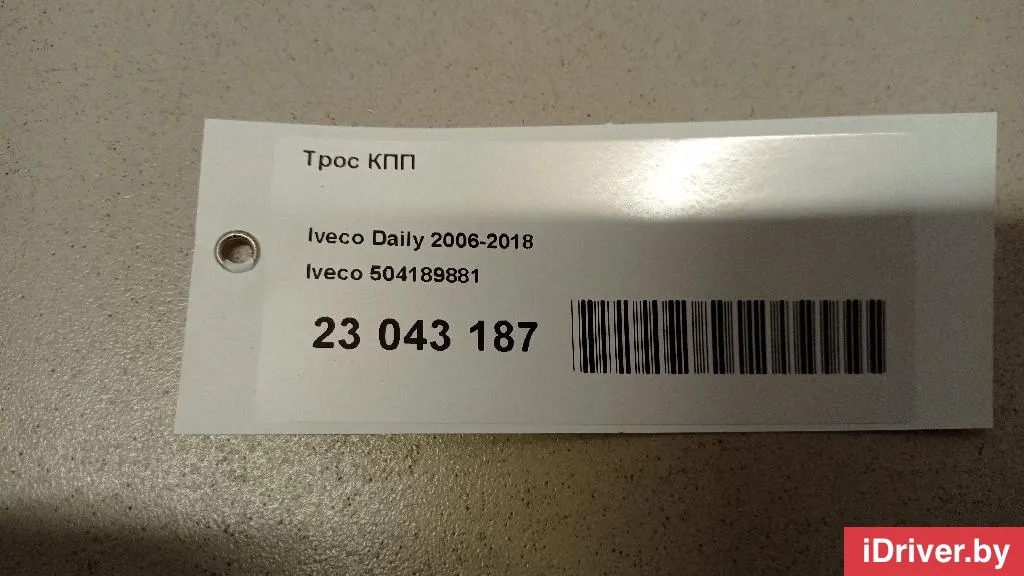 Трос КПП
Iveco Daily 2006-2018
Iveco 504189881
23 043 187
iDriver.by